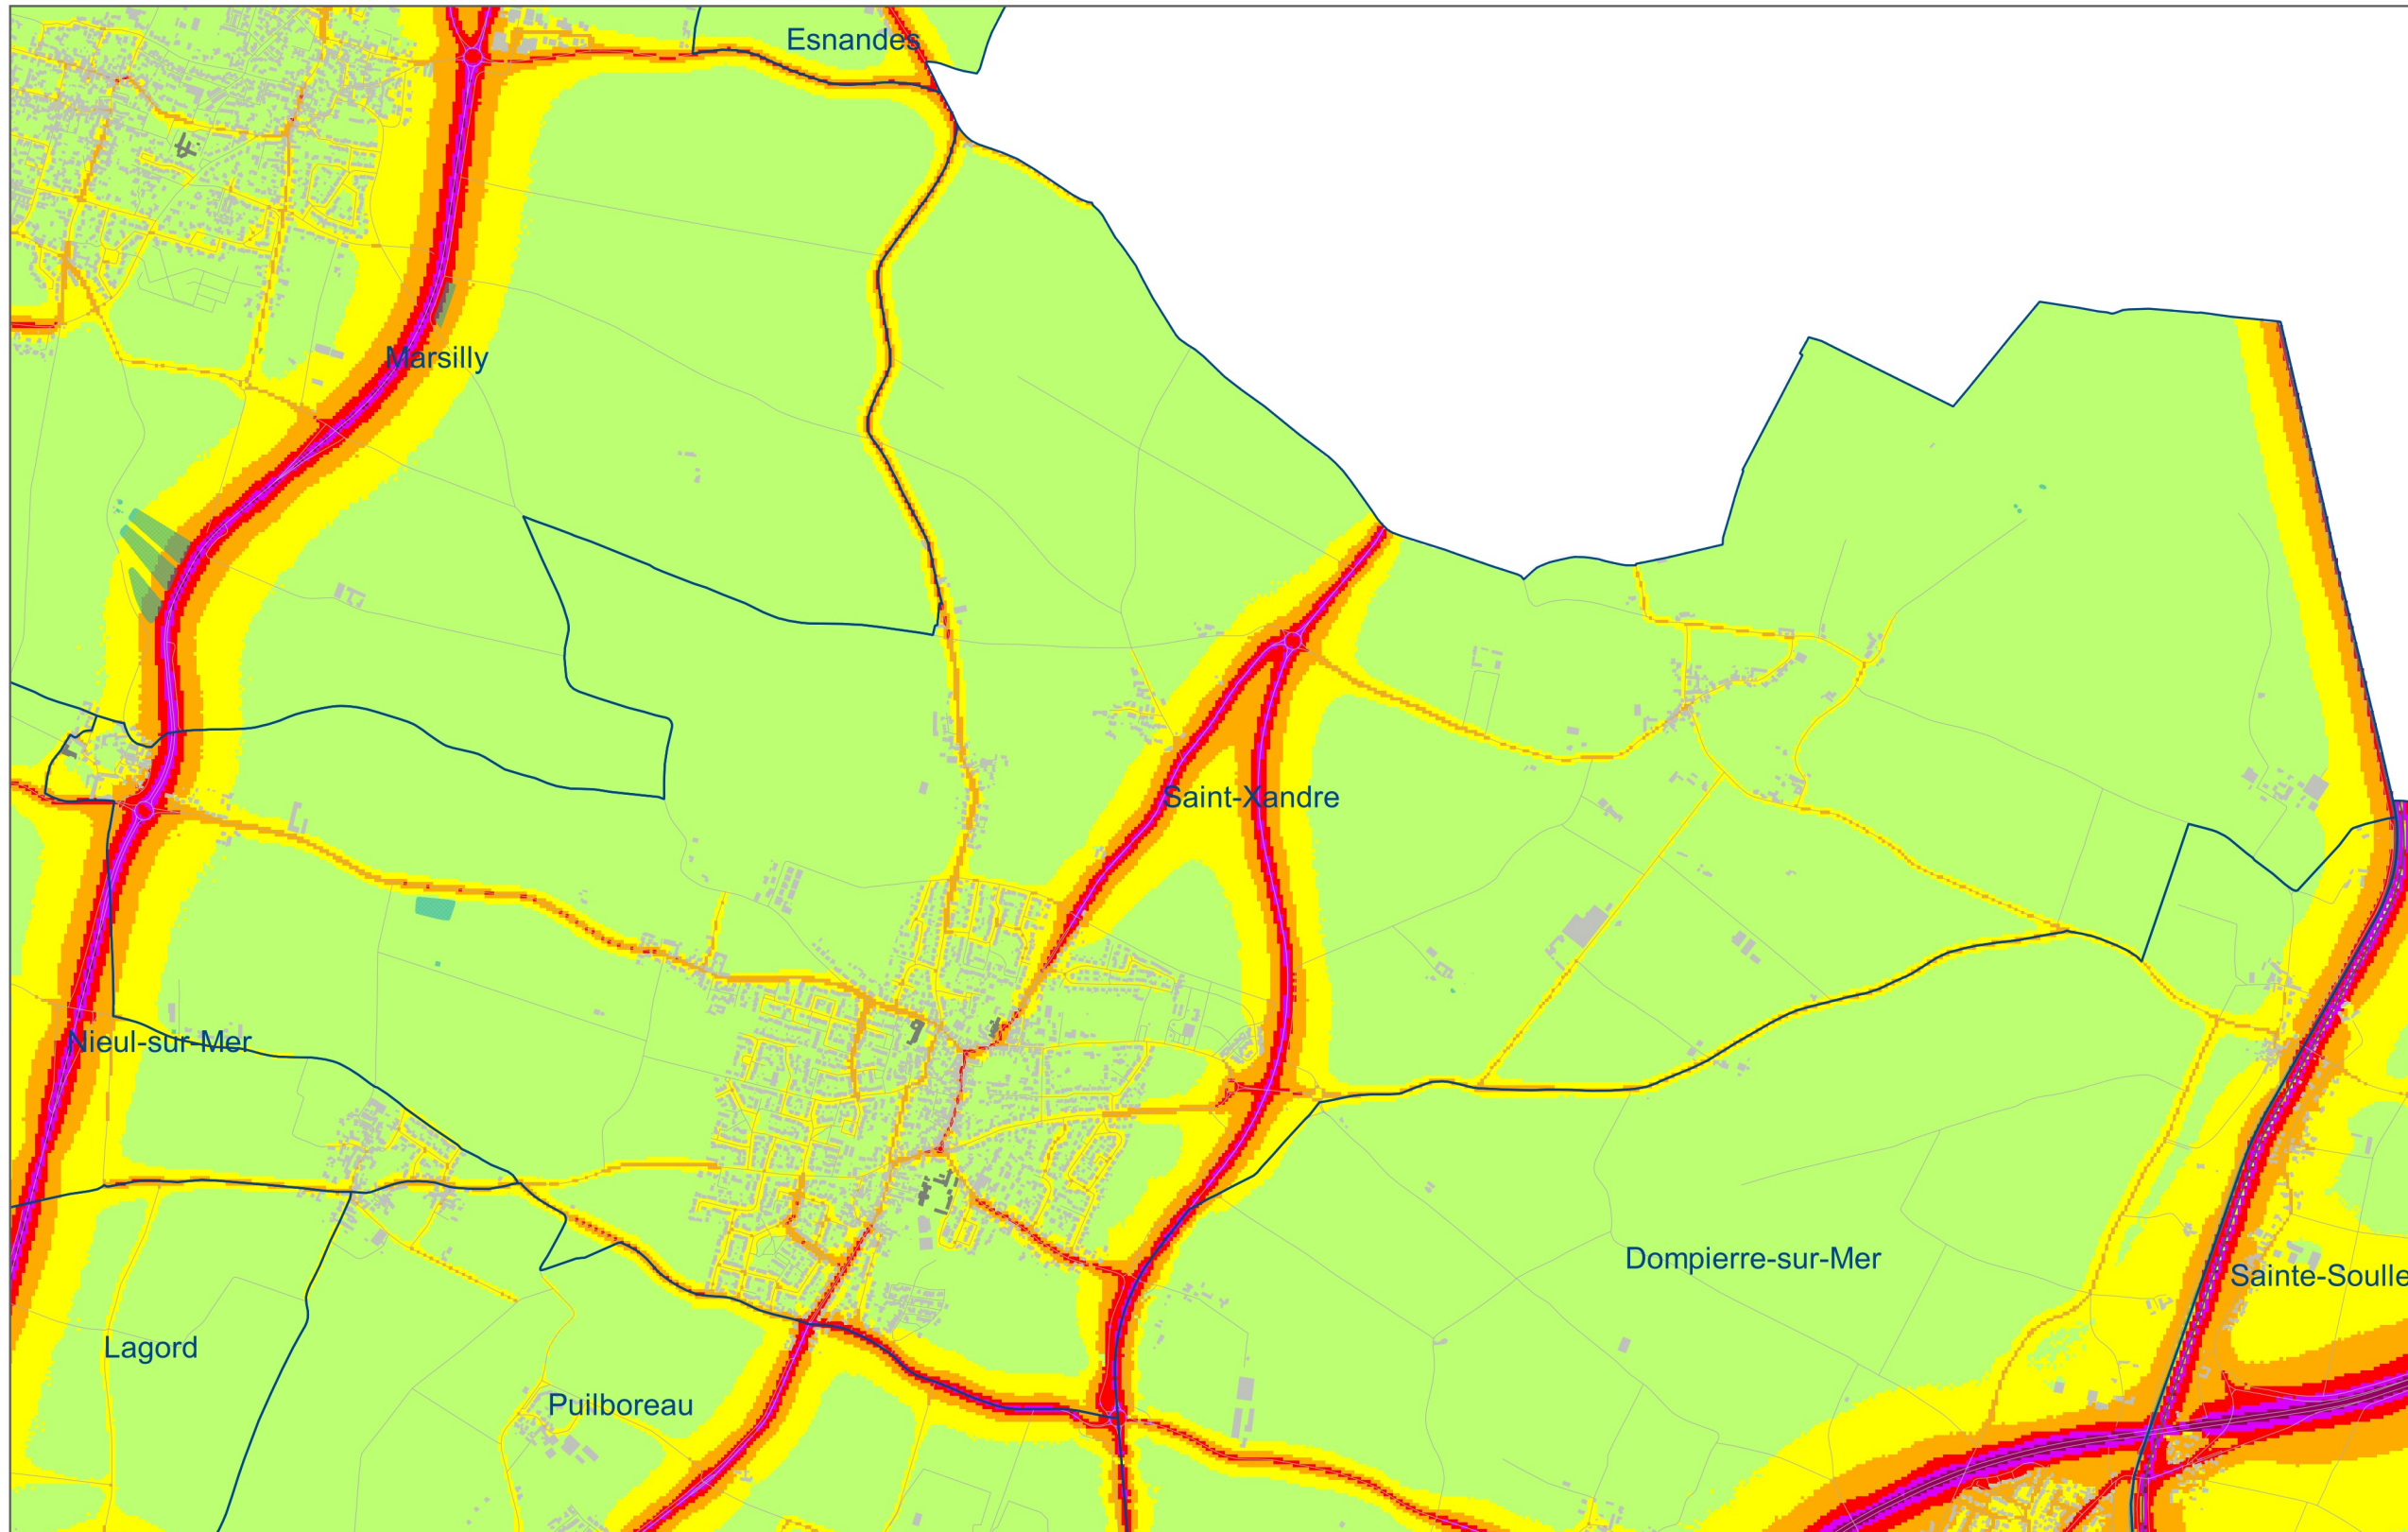 Esnandes
Marsilly
Saint-Xandre
Nieul-sur-Mer
Dompierre-sur-Mer
Sainte-Soulle
Lagord
Puilboreau